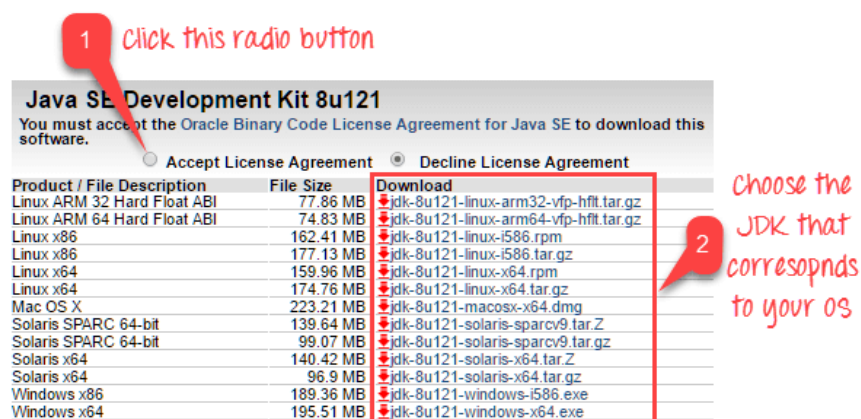 1 Click this radio button
Java SE Development Kit 8u121
You must accept the Oracle Binary Code License Agreement for Java SE to download this
software.
Accept License Agreement Decline License Agreement
Product / File Description File Size Download
Linux ARM 32 Hard Float ABI 77.86 MB jdk-8u121-linux-arm32-vfp-hflt.tar.gz
Linux ARM 64 Hard Float ABI 74.83 MB jdk-8u121-linux-arm64-vfp-hflt.tar.gz
Linux x86 162.41 MB jdk-8u121-linux-i586.rpm
Linux x86 177.13 MB jdk-8u121-linux-i586.tar.gz
Linux x64 159.96 MB jdk-8u121-linux-x64.rpm
Linux x64 174.76 MB jdk-8u121-linux-x64.tar.gz
Mac OS X 223.21 MB jdk-8u121-macosx-x64.dmg
Solaris SPARC 64-bit 139.64 MB jdk-8u121-solaris-sparcv9.tar.Z
Solaris SPARC 64-bit 99.07 MB jdk-8u121-solaris-sparcv9.tar.gz
Solaris x64 140.42 MB jdk-8u121-solaris-x64.tar.Z
Solaris x64 96.9 MB jdk-8u121-solaris-x64.tar.gz
Windows x86 189.36 MB jdk-8u121-windows-i586.exe
Windows x64 195.51 MB jdk-8u121-windows-x64.exe
2
Choose the
JDK that
corresopnds
to your OS